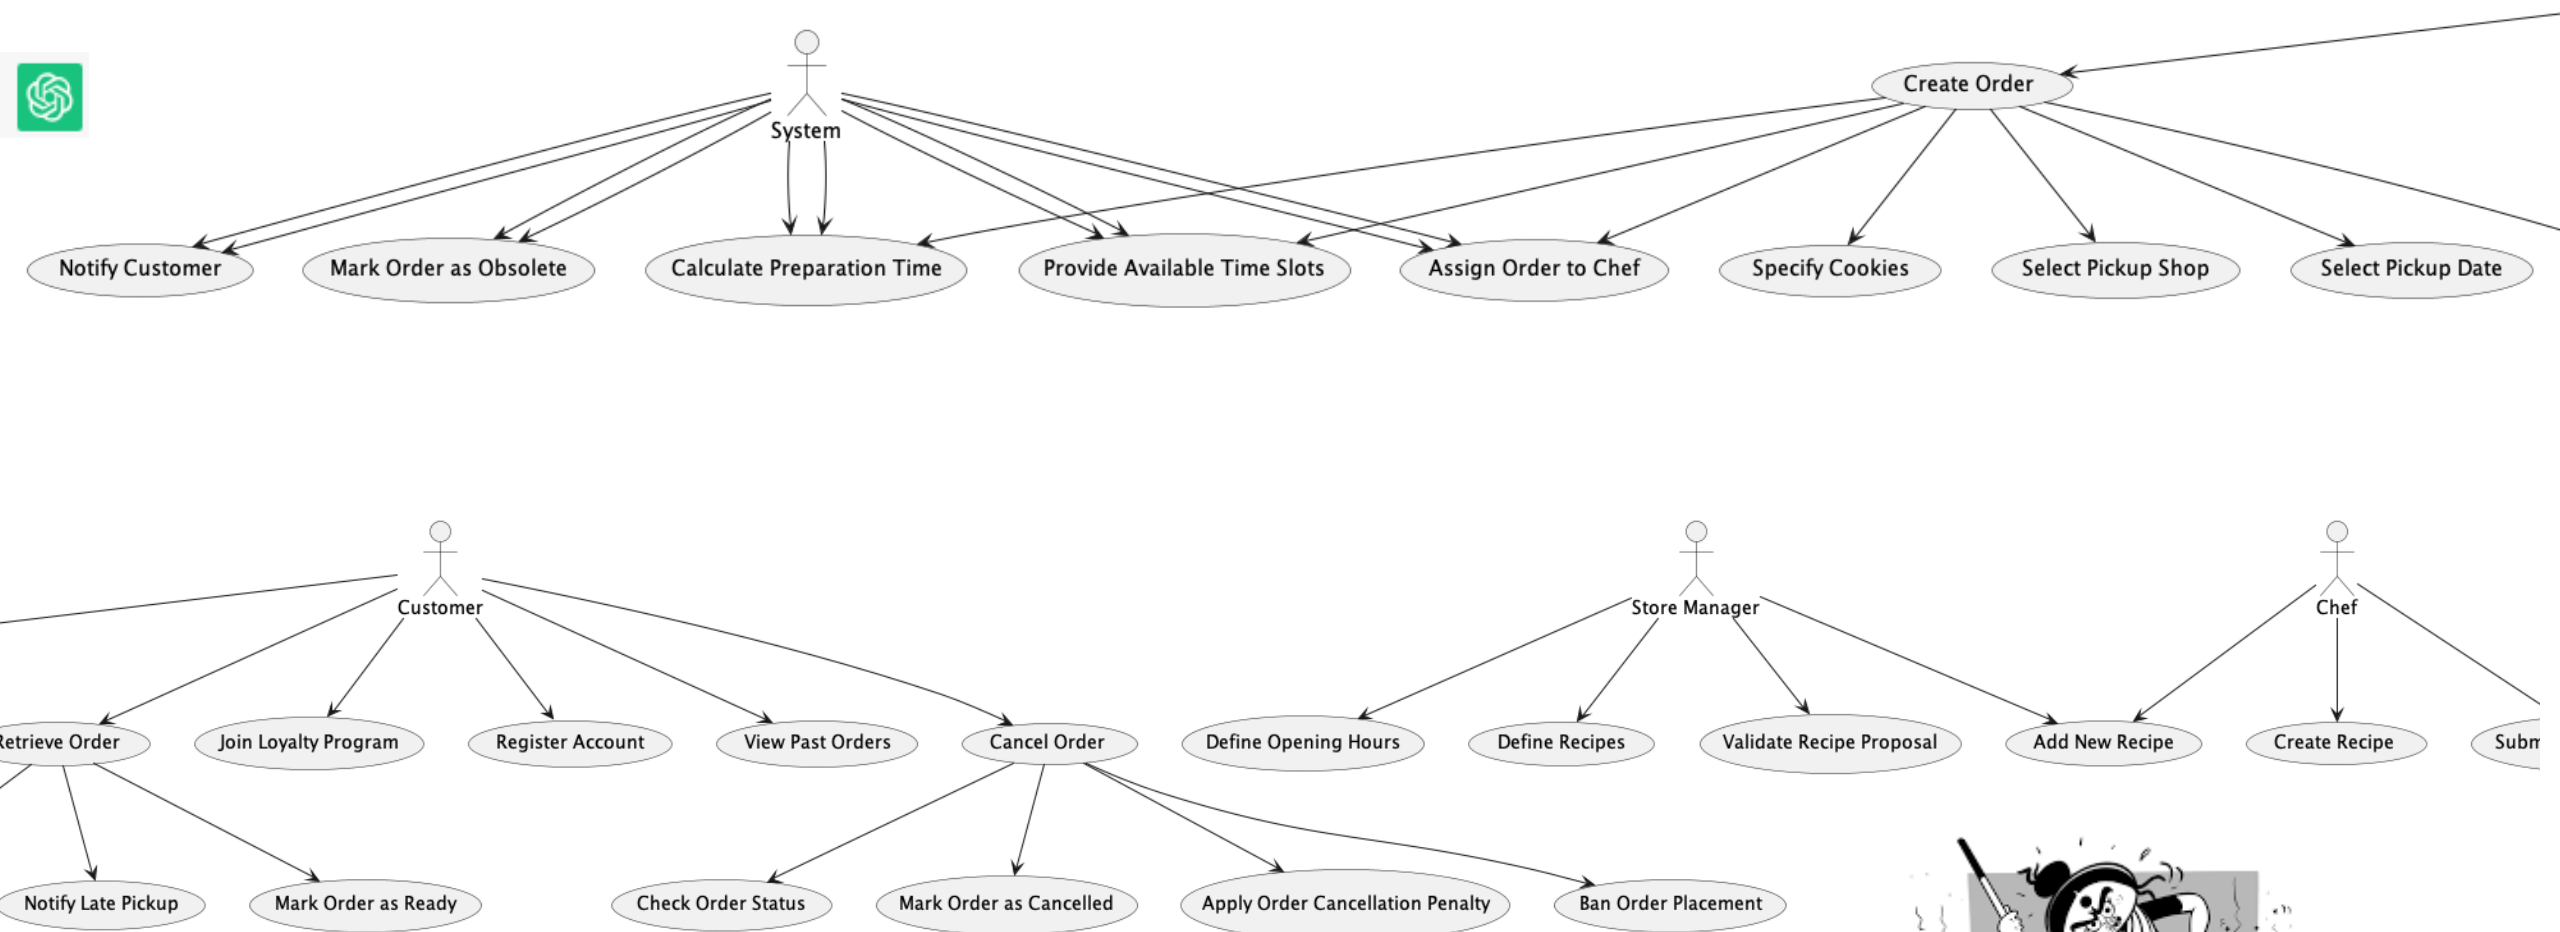 Create Order
System
Notify Customer
Mark Order as Obsolete
Calculate Preparation Time
Provide Available Time Slots
Assign Order to Chef
Specify Cookies
Select Pickup Shop
Select Pickup Date
Customer
Store Manager
Chef
Retrieve Order
Join Loyalty Program
Register Account
View Past Orders
Cancel Order
Define Opening Hours
Define Recipes
Validate Recipe Proposal
Add New Recipe
Create Recipe
Subm
Notify Late Pickup
Mark Order as Ready
Check Order Status
Mark Order as Cancelled
Apply Order Cancellation Penalty
Ban Order Placement